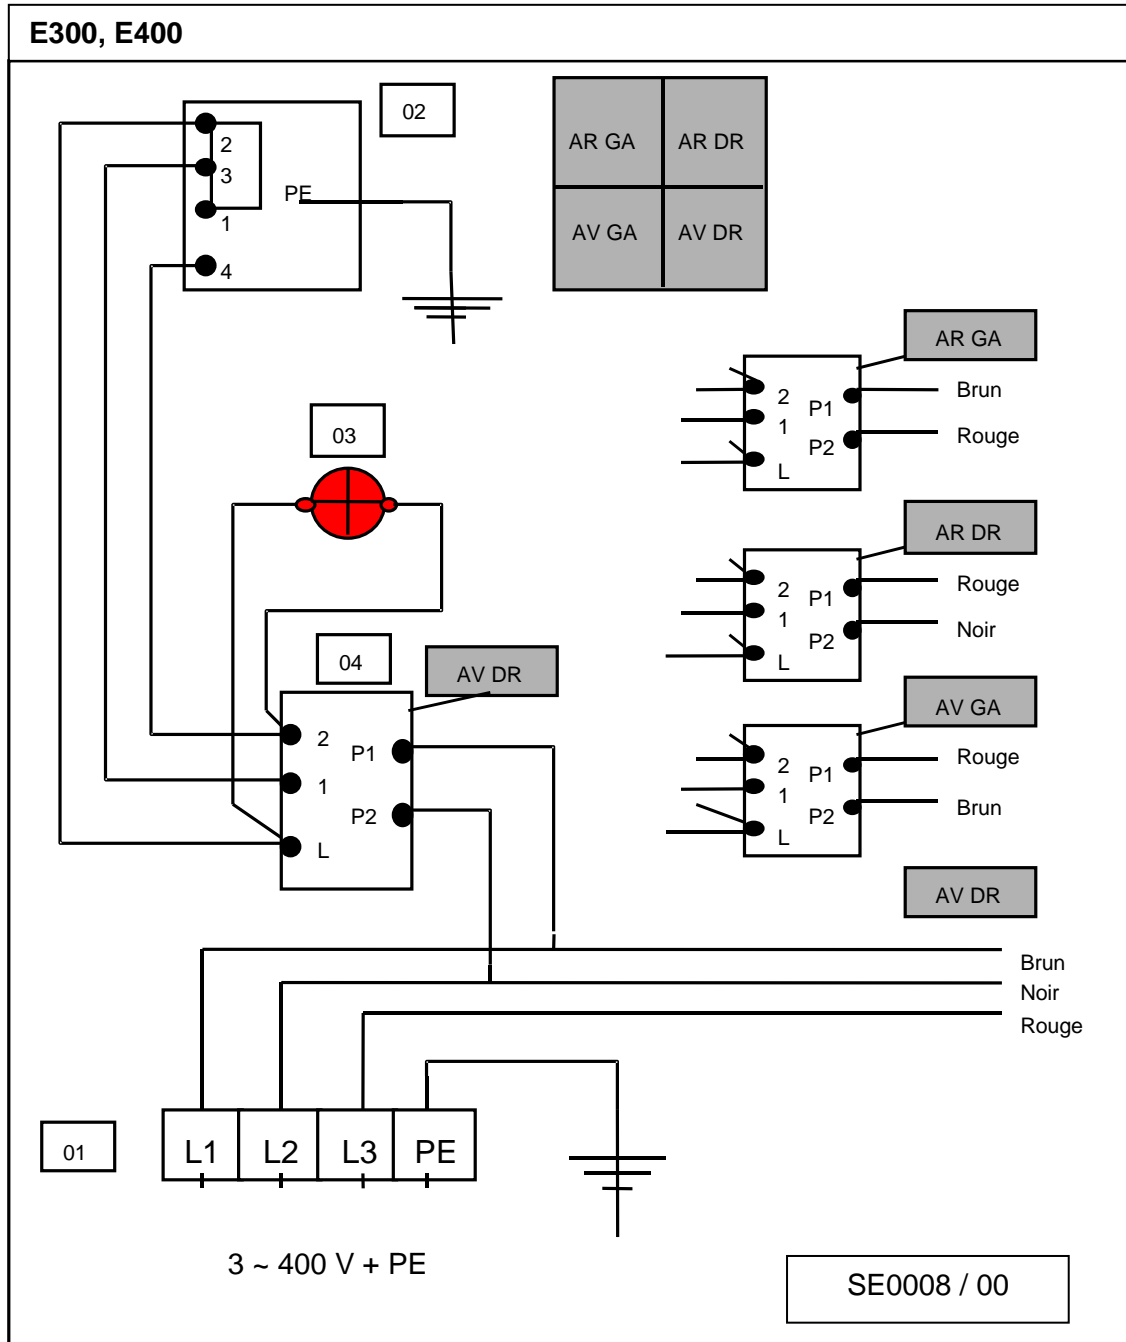 E300, E400
02
2
3
1
4
PE
AR GA AR DR
AV GA AV DR
03
04
AV DR
2
1
L
P1
P2
AR GA
2
1
L
P1
P2
Brun
Rouge
AR DR
2
1
L
P1
P2
Rouge
Noir
AV GA
2
1
L
P1
P2
Rouge
Brun
AV DR
Brun
Noir
Rouge
01
L1 L2 L3 PE
3 ~ 400 V + PE
SE0008 / 00